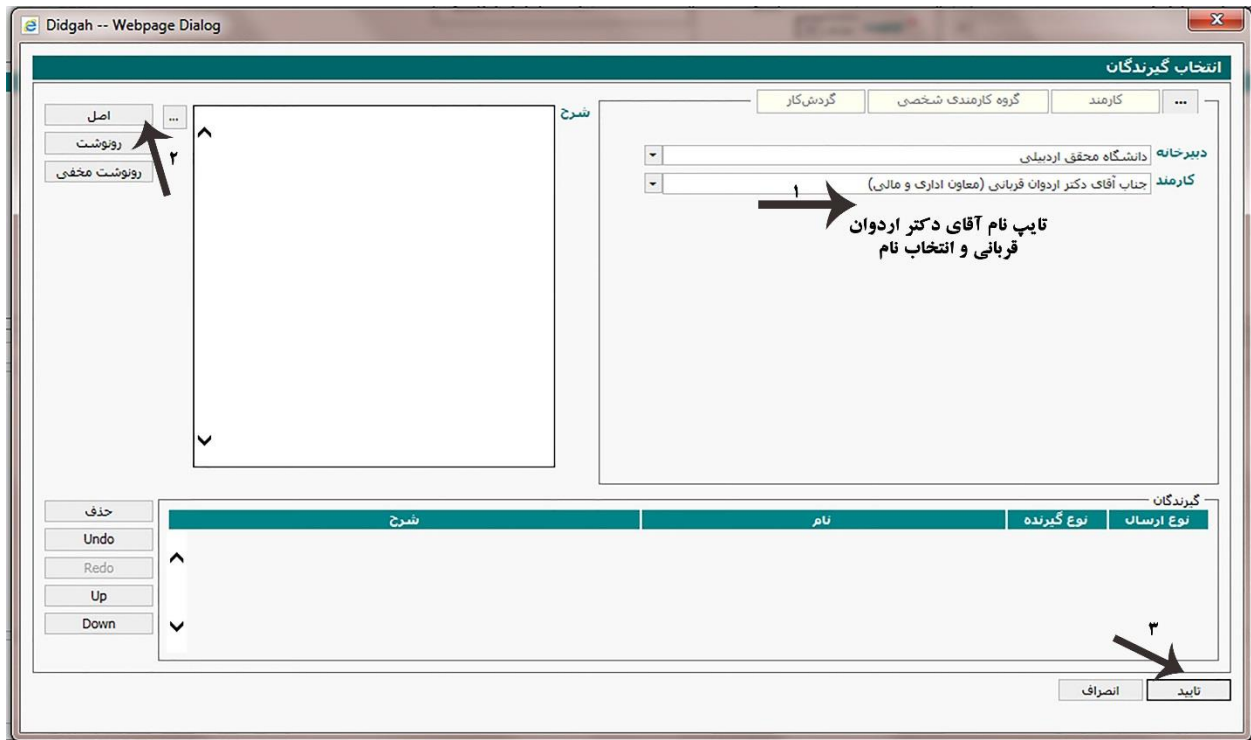 Didgah -- Webpage Dialog
انتخاب گیرندگان
... کارمند گروه کارمندی شخصی گردش‌کار
دبیرخانه دانشگاه محقق اردبیلی
کارمند جناب آقای دکتر اردوان قربانی (معاون اداری و مالی)
۱
تایپ نام آقای دکتر اردوان
قربانی و انتخاب نام
شرح
...
اصل
رونوشت
۲
رونوشت مخفی
گیرندگان
نوع ارسال نوع گیرنده نام شرح
حذف
Undo
Redo
Up
Down
۳
تایید انصراف